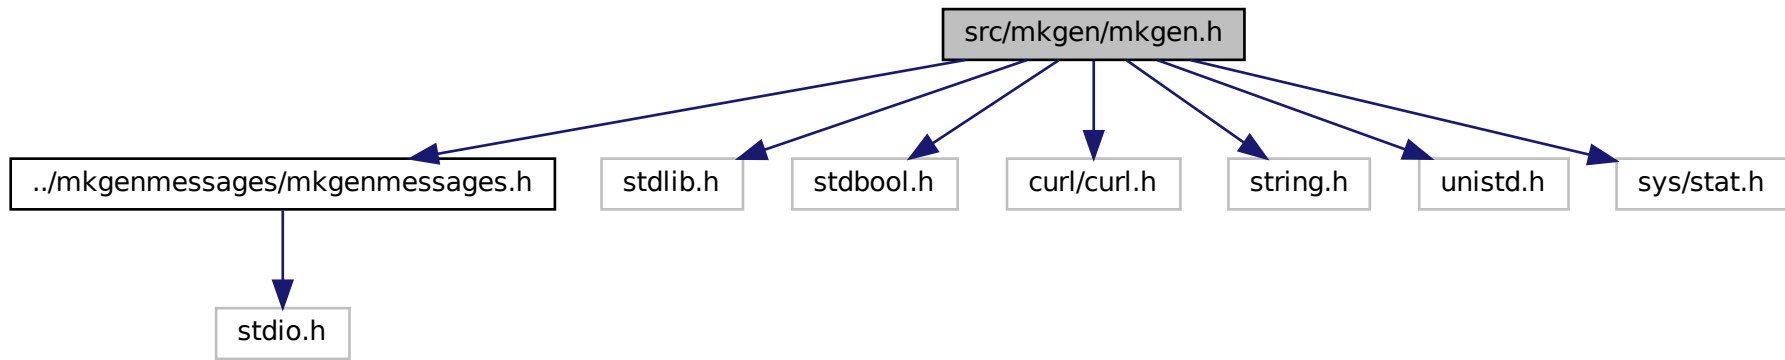 src/mkgen/mkgen.h
../mkgenmessages/mkgenmessages.h
stdlib.h
stdbool.h
curl/curl.h
string.h
unistd.h
sys/stat.h
stdio.h